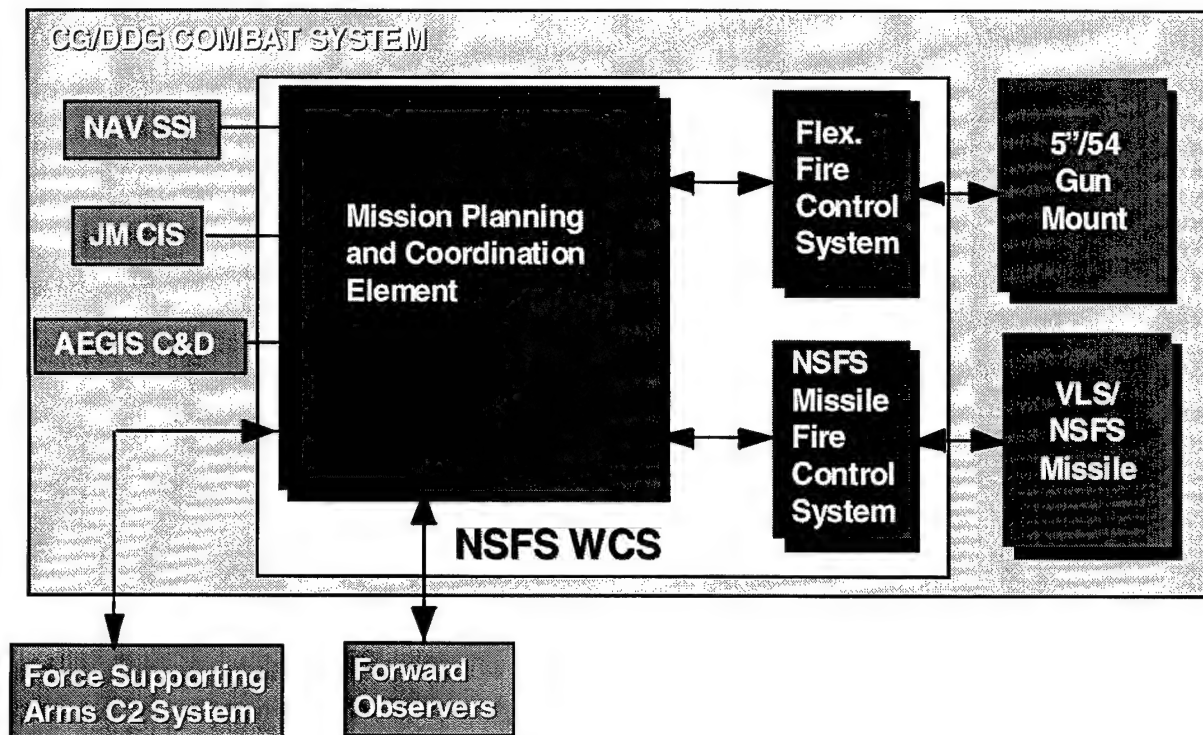 CG/DDG COMBAT SYSTEM
NAV SSI
JM CIS
AEGIS C&D
Mission Planning
and Coordination
Element
Flex.
Fire
Control
System
5”/54
Gun
Mount
NSFS
Missile
Fire
Control
System
VLS/
NSFS
Missile
NSFS WCS
Force Supporting
Arms C2 System
Forward
Observers